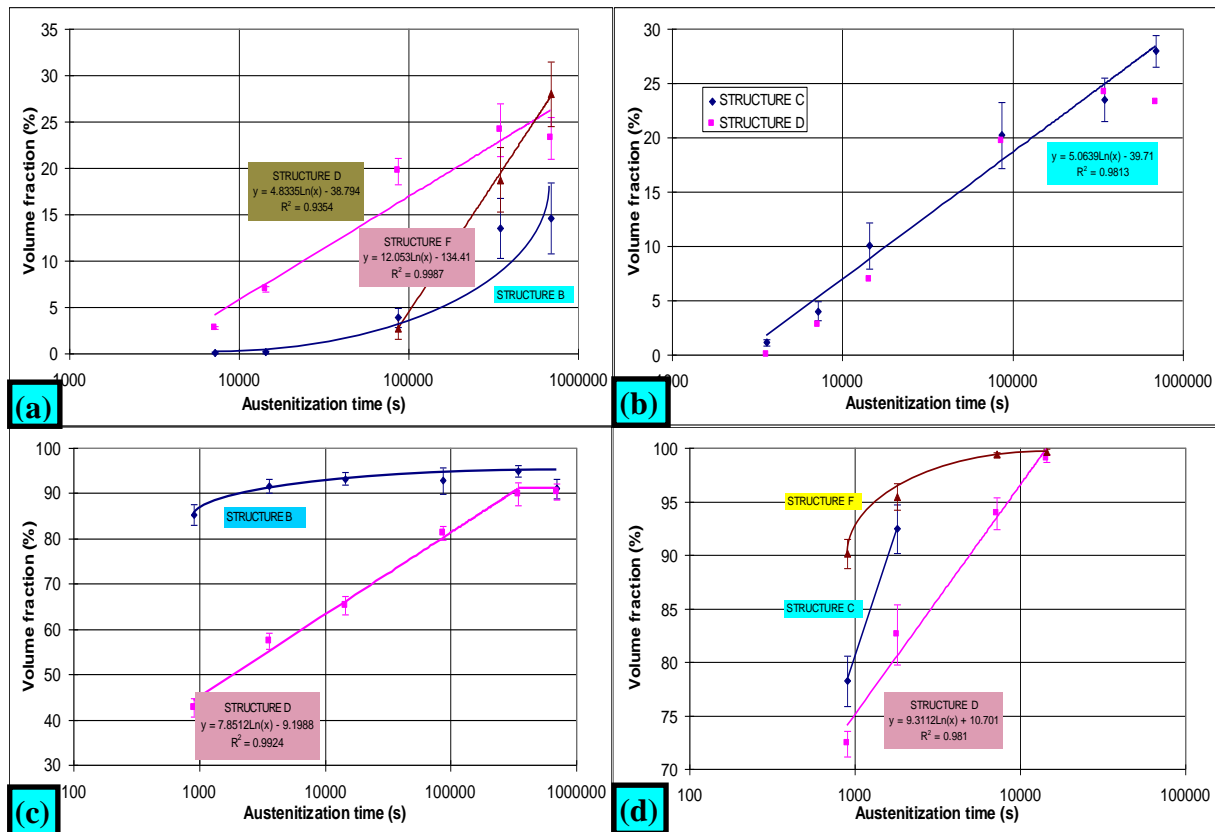 35
30
25
20
15
10
5
0
Volume fraction (%)
STRUCTURE D
y = 4.8335Ln(x) - 38.794
R² = 0.9354
STRUCTURE F
y = 12.053Ln(x) - 134.41
R² = 0.9987
STRUCTURE B
1000 10000 100000 1000000
Austenitization time (s)
(a)
30
25
20
15
10
5
0
Volume fraction (%)
STRUCTURE C
STRUCTURE D
y = 5.0639Ln(x) - 39.71
R² = 0.9813
1000 10000 100000 1000000
Austenitization time (s)
(b)
100
90
80
70
60
50
40
30
Volume fraction (%)
STRUCTURE B
STRUCTURE D
y = 7.8512Ln(x) - 9.1988
R² = 0.9924
100 1000 10000 100000 1000000
Austenitization time (s)
(c)
100
95
90
85
80
75
70
Volume fraction (%)
STRUCTURE F
STRUCTURE C
STRUCTURE D
y = 9.3112Ln(x) + 10.701
R² = 0.981
100 1000 10000 100000
Austenitization time (s)
(d)